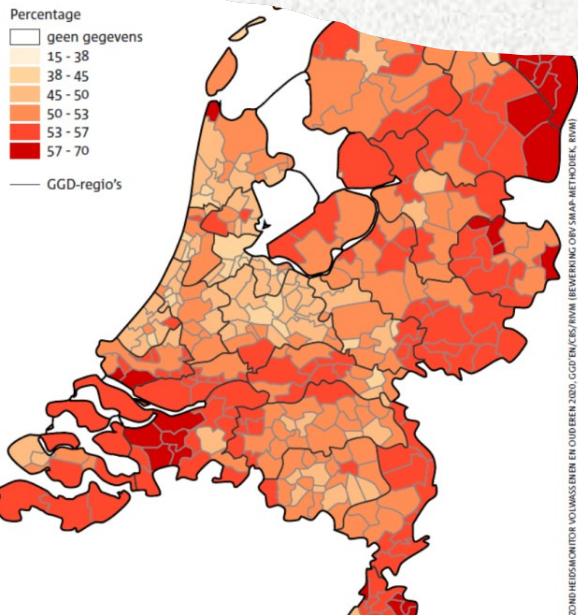 Percentage
geen gegevens
15 - 38
38 - 45
45 - 50
50 - 53
53 - 57
57 - 70
GGD-regio's
ZONDHEIDSMONITOR VOLWASSENEN EN OUDEREN 2020, GGD'EN/CBS/RIVM (BEWERKING OBV SMAP-METHODIEK, RIVM)